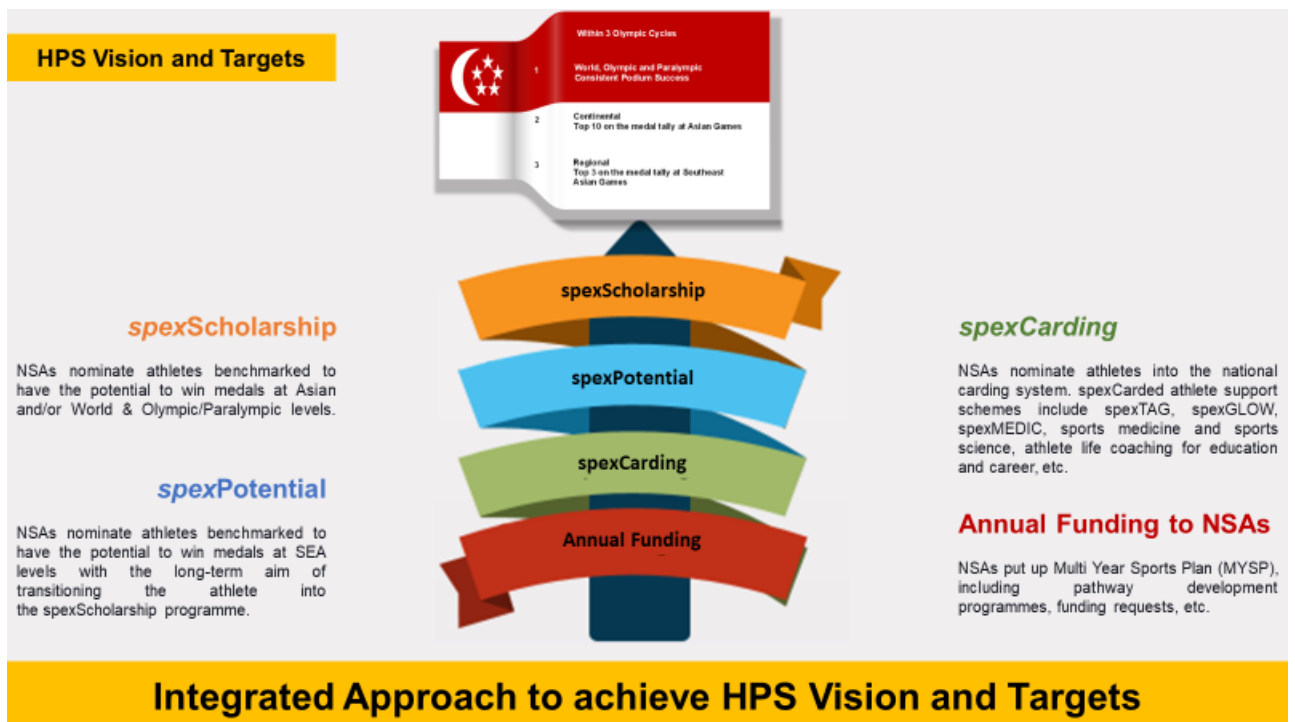 HPS Vision and Targets
Within 3 Olympic Cycles
1
World, Olympic and Paralympic
Consistent Podium Success
2
Continental
Top 10 on the medal tally at Asian Games
3
Regional
Top 3 on the medal tally at Southeast
Asian Games
spexScholarship
spexPotential
spexCarding
Annual Funding
spexScholarship
NSAs nominate athletes benchmarked to
have the potential to win medals at Asian
and/or World & Olympic/Paralympic levels.
spexPotential
NSAs nominate athletes benchmarked to
have the potential to win medals at SEA
levels with the long-term aim of
transitioning the athlete into
the spexScholarship programme.
spexCarding
NSAs nominate athletes into the national
carding system. spexCarded athlete support
schemes include spexTAG, spexGLOW,
spexMEDIC, sports medicine and sports
science, athlete life coaching for education
and career, etc.
Annual Funding to NSAs
NSAs put up Multi Year Sports Plan (MYSP),
including pathway development
programmes, funding requests, etc.
Integrated Approach to achieve HPS Vision and Targets